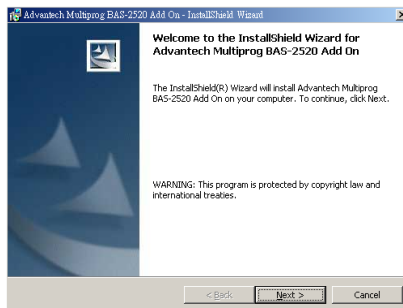 Advantech Multiprog BAS-2520 Add On - InstallShield Wizard
Welcome to the InstallShield Wizard for
Advantech Multiprog BAS-2520 Add On
The InstallShield(R) Wizard will install Advantech Multiprog
BAS-2520 Add On on your computer. To continue, click Next.
WARNING: This program is protected by copyright law and
international treaties.
< Back
Next >
Cancel